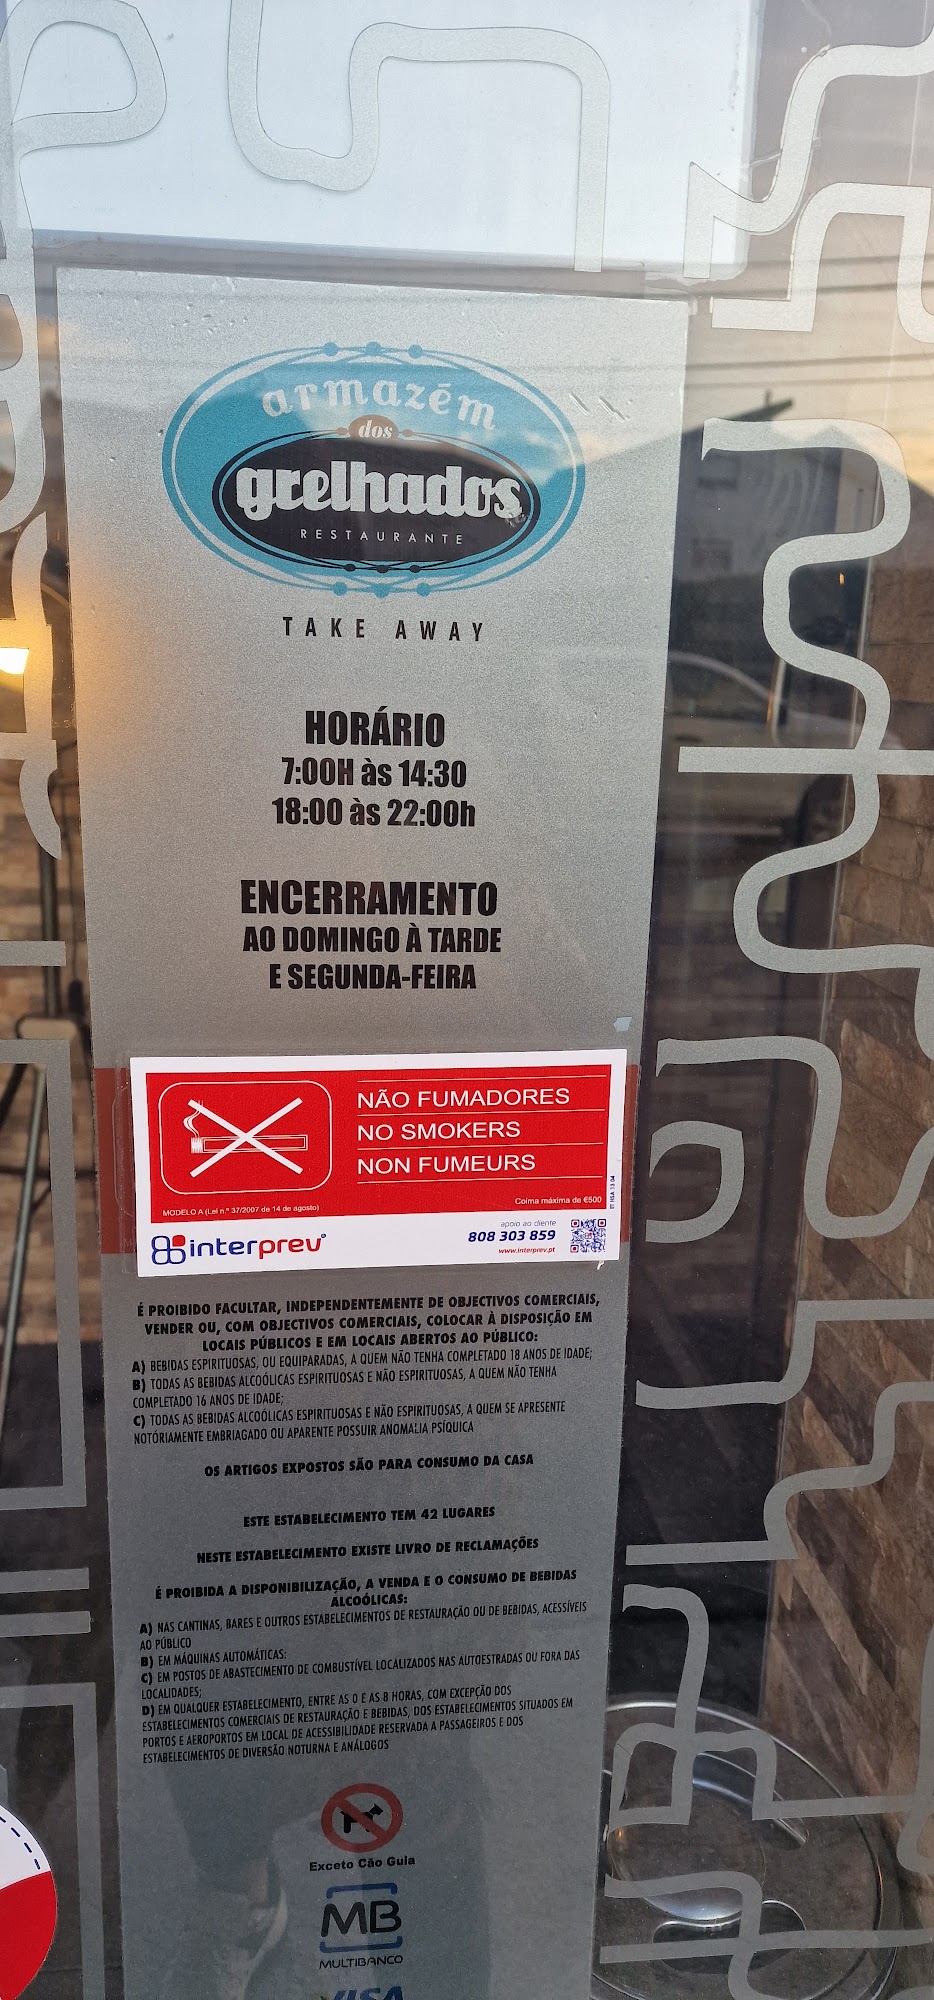 armazém
dos
grelhados
RESTAURANTE
TAKE AWAY
HORÁRIO
7:00H às 14:30
18:00 às 22:00h
ENCERRAMENTO
AO DOMINGO À TARDE
E SEGUNDA-FEIRA
NÃO FUMADORES
NO SMOKERS
NON FUMEURS
MODELO A (Lei n.º 37/2007 de 14 de agosto)
Coima máxima de €500
interprev
apoio ao cliente
808 303 859
www.interprev.pt
É PROIBIDO FACULTAR, INDEPENDENTEMENTE DE OBJECTIVOS COMERCIAIS,
VENDER OU, COM OBJECTIVOS COMERCIAIS, COLOCAR À DISPOSIÇÃO EM
LOCAIS PÚBLICOS E EM LOCAIS ABERTOS AO PÚBLICO:
A) BEBIDAS ESPIRITUOSAS, OU EQUIPARADAS, A QUEM NÃO TENHA COMPLETADO 18 ANOS DE IDADE;
B) TODAS AS BEBIDAS ALCOÓLICAS ESPIRITUOSAS E NÃO ESPIRITUOSAS, A QUEM NÃO TENHA
COMPLETADO 16 ANOS DE IDADE;
C) TODAS AS BEBIDAS ALCOÓLICAS ESPIRITUOSAS E NÃO ESPIRITUOSAS, A QUEM SE APRESENTE
NOTÓRIAMENTE EMBRIAGADO OU APARENTE POSSUIR ANOMALIA PSÍQUICA
OS ARTIGOS EXPOSTOS SÃO PARA CONSUMO DA CASA
ESTE ESTABELECIMENTO TEM 42 LUGARES
NESTE ESTABELECIMENTO EXISTE LIVRO DE RECLAMAÇÕES
É PROIBIDA A DISPONIBILIZAÇÃO, A VENDA E O CONSUMO DE BEBIDAS
ALCOÓLICAS:
A) NAS CANTINAS, BARES E OUTROS ESTABELECIMENTOS DE RESTAURAÇÃO OU DE BEBIDAS, ACESSÍVEIS
AO PÚBLICO
B) EM MÁQUINAS AUTOMÁTICAS:
C) EM POSTOS DE ABASTECIMENTO DE COMBUSTÍVEL LOCALIZADOS NAS AUTOESTRADAS OU FORA DAS
LOCALIDADES;
D) EM QUALQUER ESTABELECIMENTO, ENTRE AS 0 E AS 8 HORAS, COM EXCEPÇÃO DOS
ESTABELECIMENTOS COMERCIAIS DE RESTAURAÇÃO E BEBIDAS, DOS ESTABELECIMENTOS SITUADOS EM
PORTOS E AEROPORTOS EM LOCAL DE ACESSIBILIDADE RESERVADA A PASSAGEIROS E DOS
ESTABELECIMENTOS DE DIVERSÃO NOTURNA E ANÁLOGOS
Exceto Cão Guia
MB
MULTIBANCO
VISA